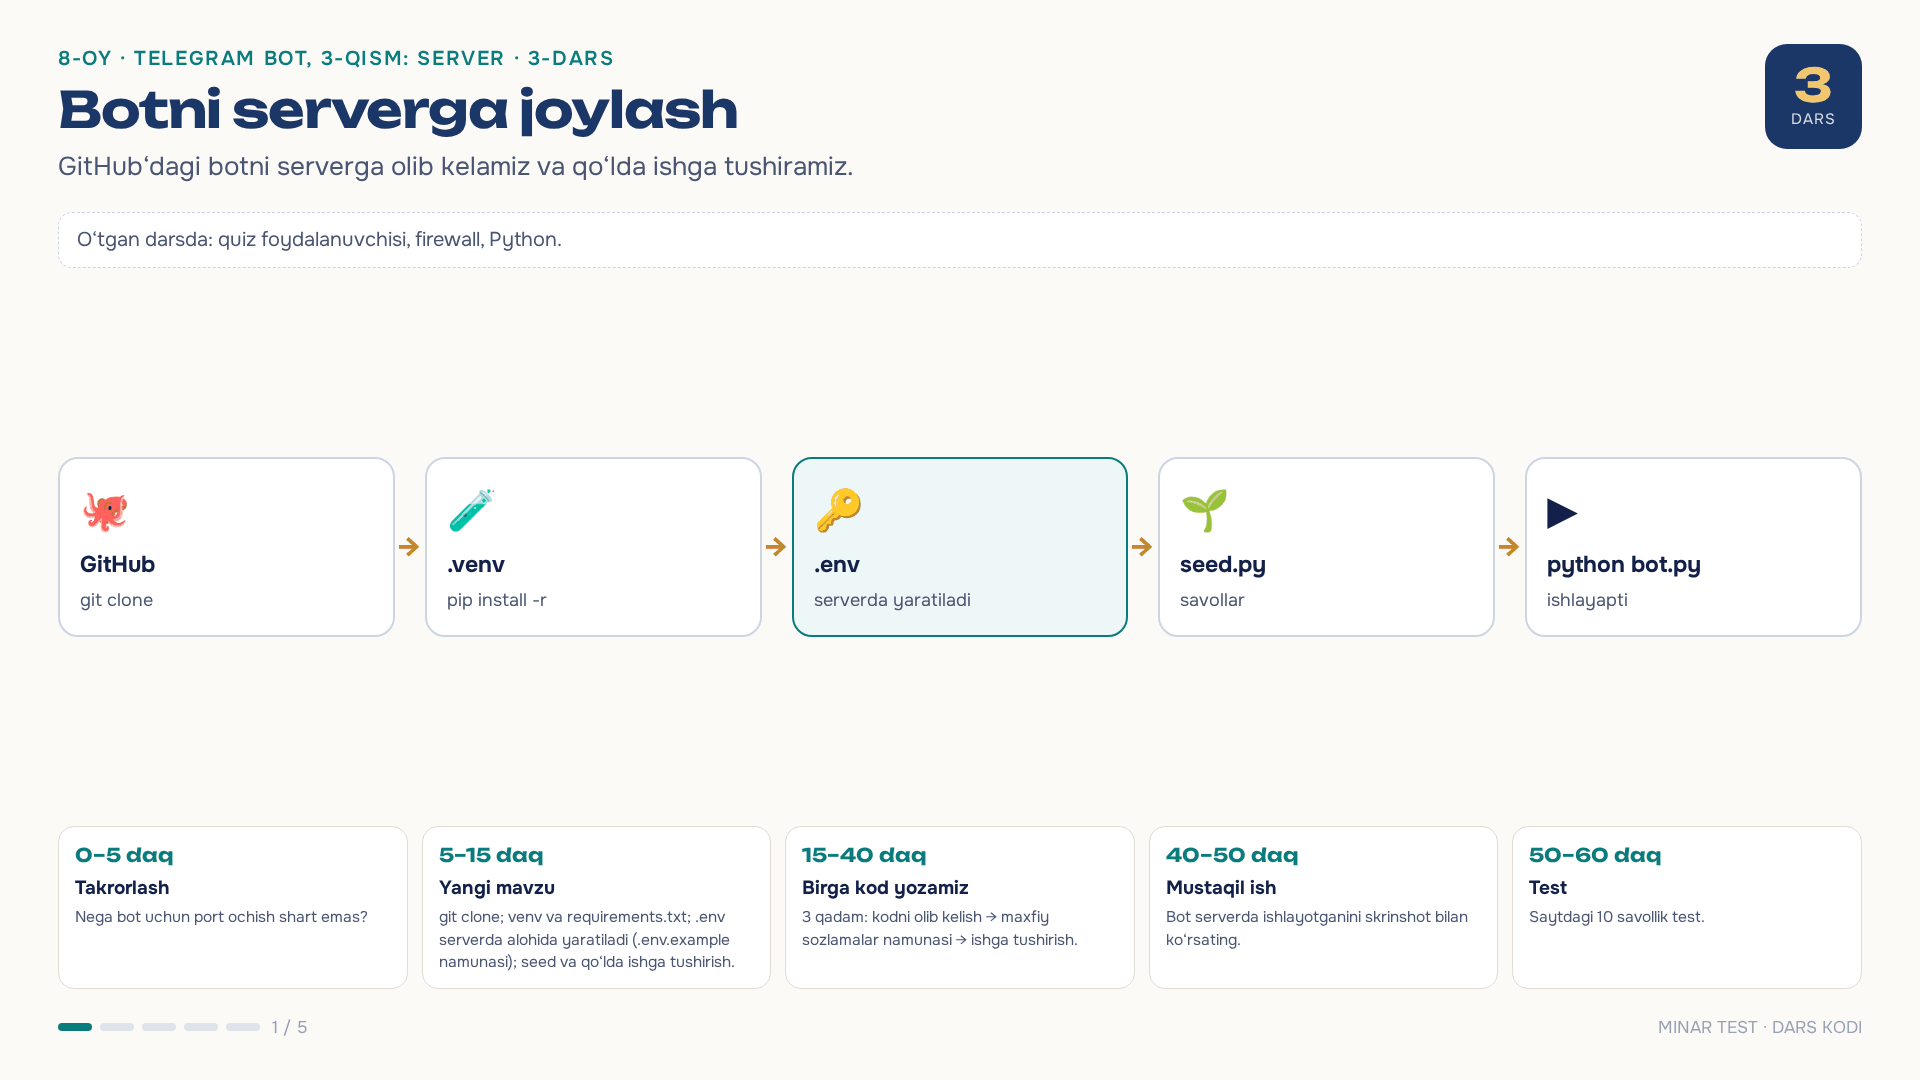 8-OY · TELEGRAM BOT, 3-QISM: SERVER · 3-DARS
Botni serverga joylash
GitHub‘dagi botni serverga olib kelamiz va qo‘lda ishga tushiramiz.
3
DARS
O‘tgan darsda: quiz foydalanuvchisi, firewall, Python.
GitHub
git clone
→
.venv
pip install -r
→
.env
serverda yaratiladi
→
seed.py
savollar
→
python bot.py
ishlayapti
0–5 daq
Takrorlash
Nega bot uchun port ochish shart emas?
5–15 daq
Yangi mavzu
git clone; venv va requirements.txt; .env
serverda alohida yaratiladi (.env.example
namunasi); seed va qo‘lda ishga tushirish.
15–40 daq
Birga kod yozamiz
3 qadam: kodni olib kelish → maxfiy
sozlamalar namunasi → ishga tushirish.
40–50 daq
Mustaqil ish
Bot serverda ishlayotganini skrinshot bilan
ko‘rsating.
50–60 daq
Test
Saytdagi 10 savollik test.
1 / 5
MINAR TEST · DARS KODI